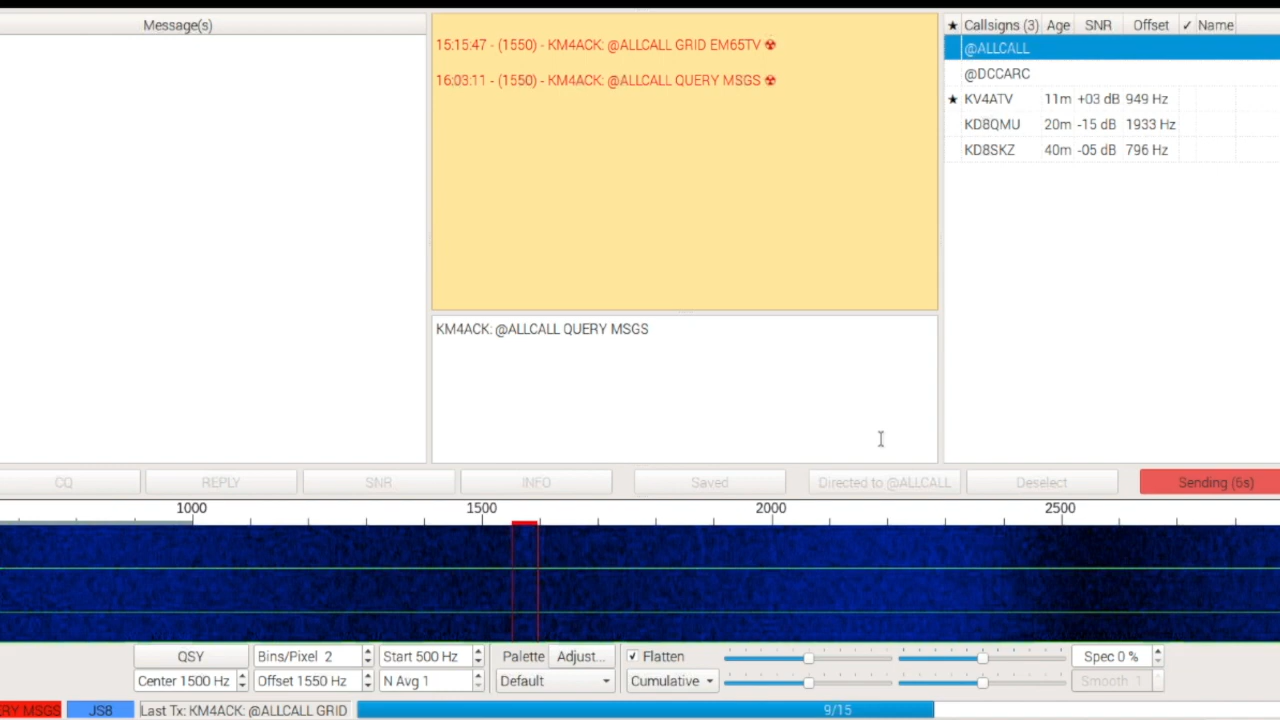 Message(s)
15:15:47 - (1550) - KM4ACK: @ALLCALL GRID EM65TV ☢
16:03:11 - (1550) - KM4ACK: @ALLCALL QUERY MSGS ☢
KM4ACK: @ALLCALL QUERY MSGS
★ Callsigns (3) Age SNR Offset ✓ Name
@ALLCALL
@DCCARC
★ KV4ATV 11m +03 dB 949 Hz
KD8QMU 20m -15 dB 1933 Hz
KD8SKZ 40m -05 dB 796 Hz
CQ REPLY SNR INFO Saved Directed to @ALLCALL Deselect Sending (6s)
1000 1500 2000 2500
QSY Bins/Pixel 2 Start 500 Hz Palette Adjust... Flatten Spec 0 %
Center 1500 Hz Offset 1550 Hz N Avg 1 Default Cumulative Smooth 1
RY MSGS JS8 Last Tx: KM4ACK: @ALLCALL GRID 9/15